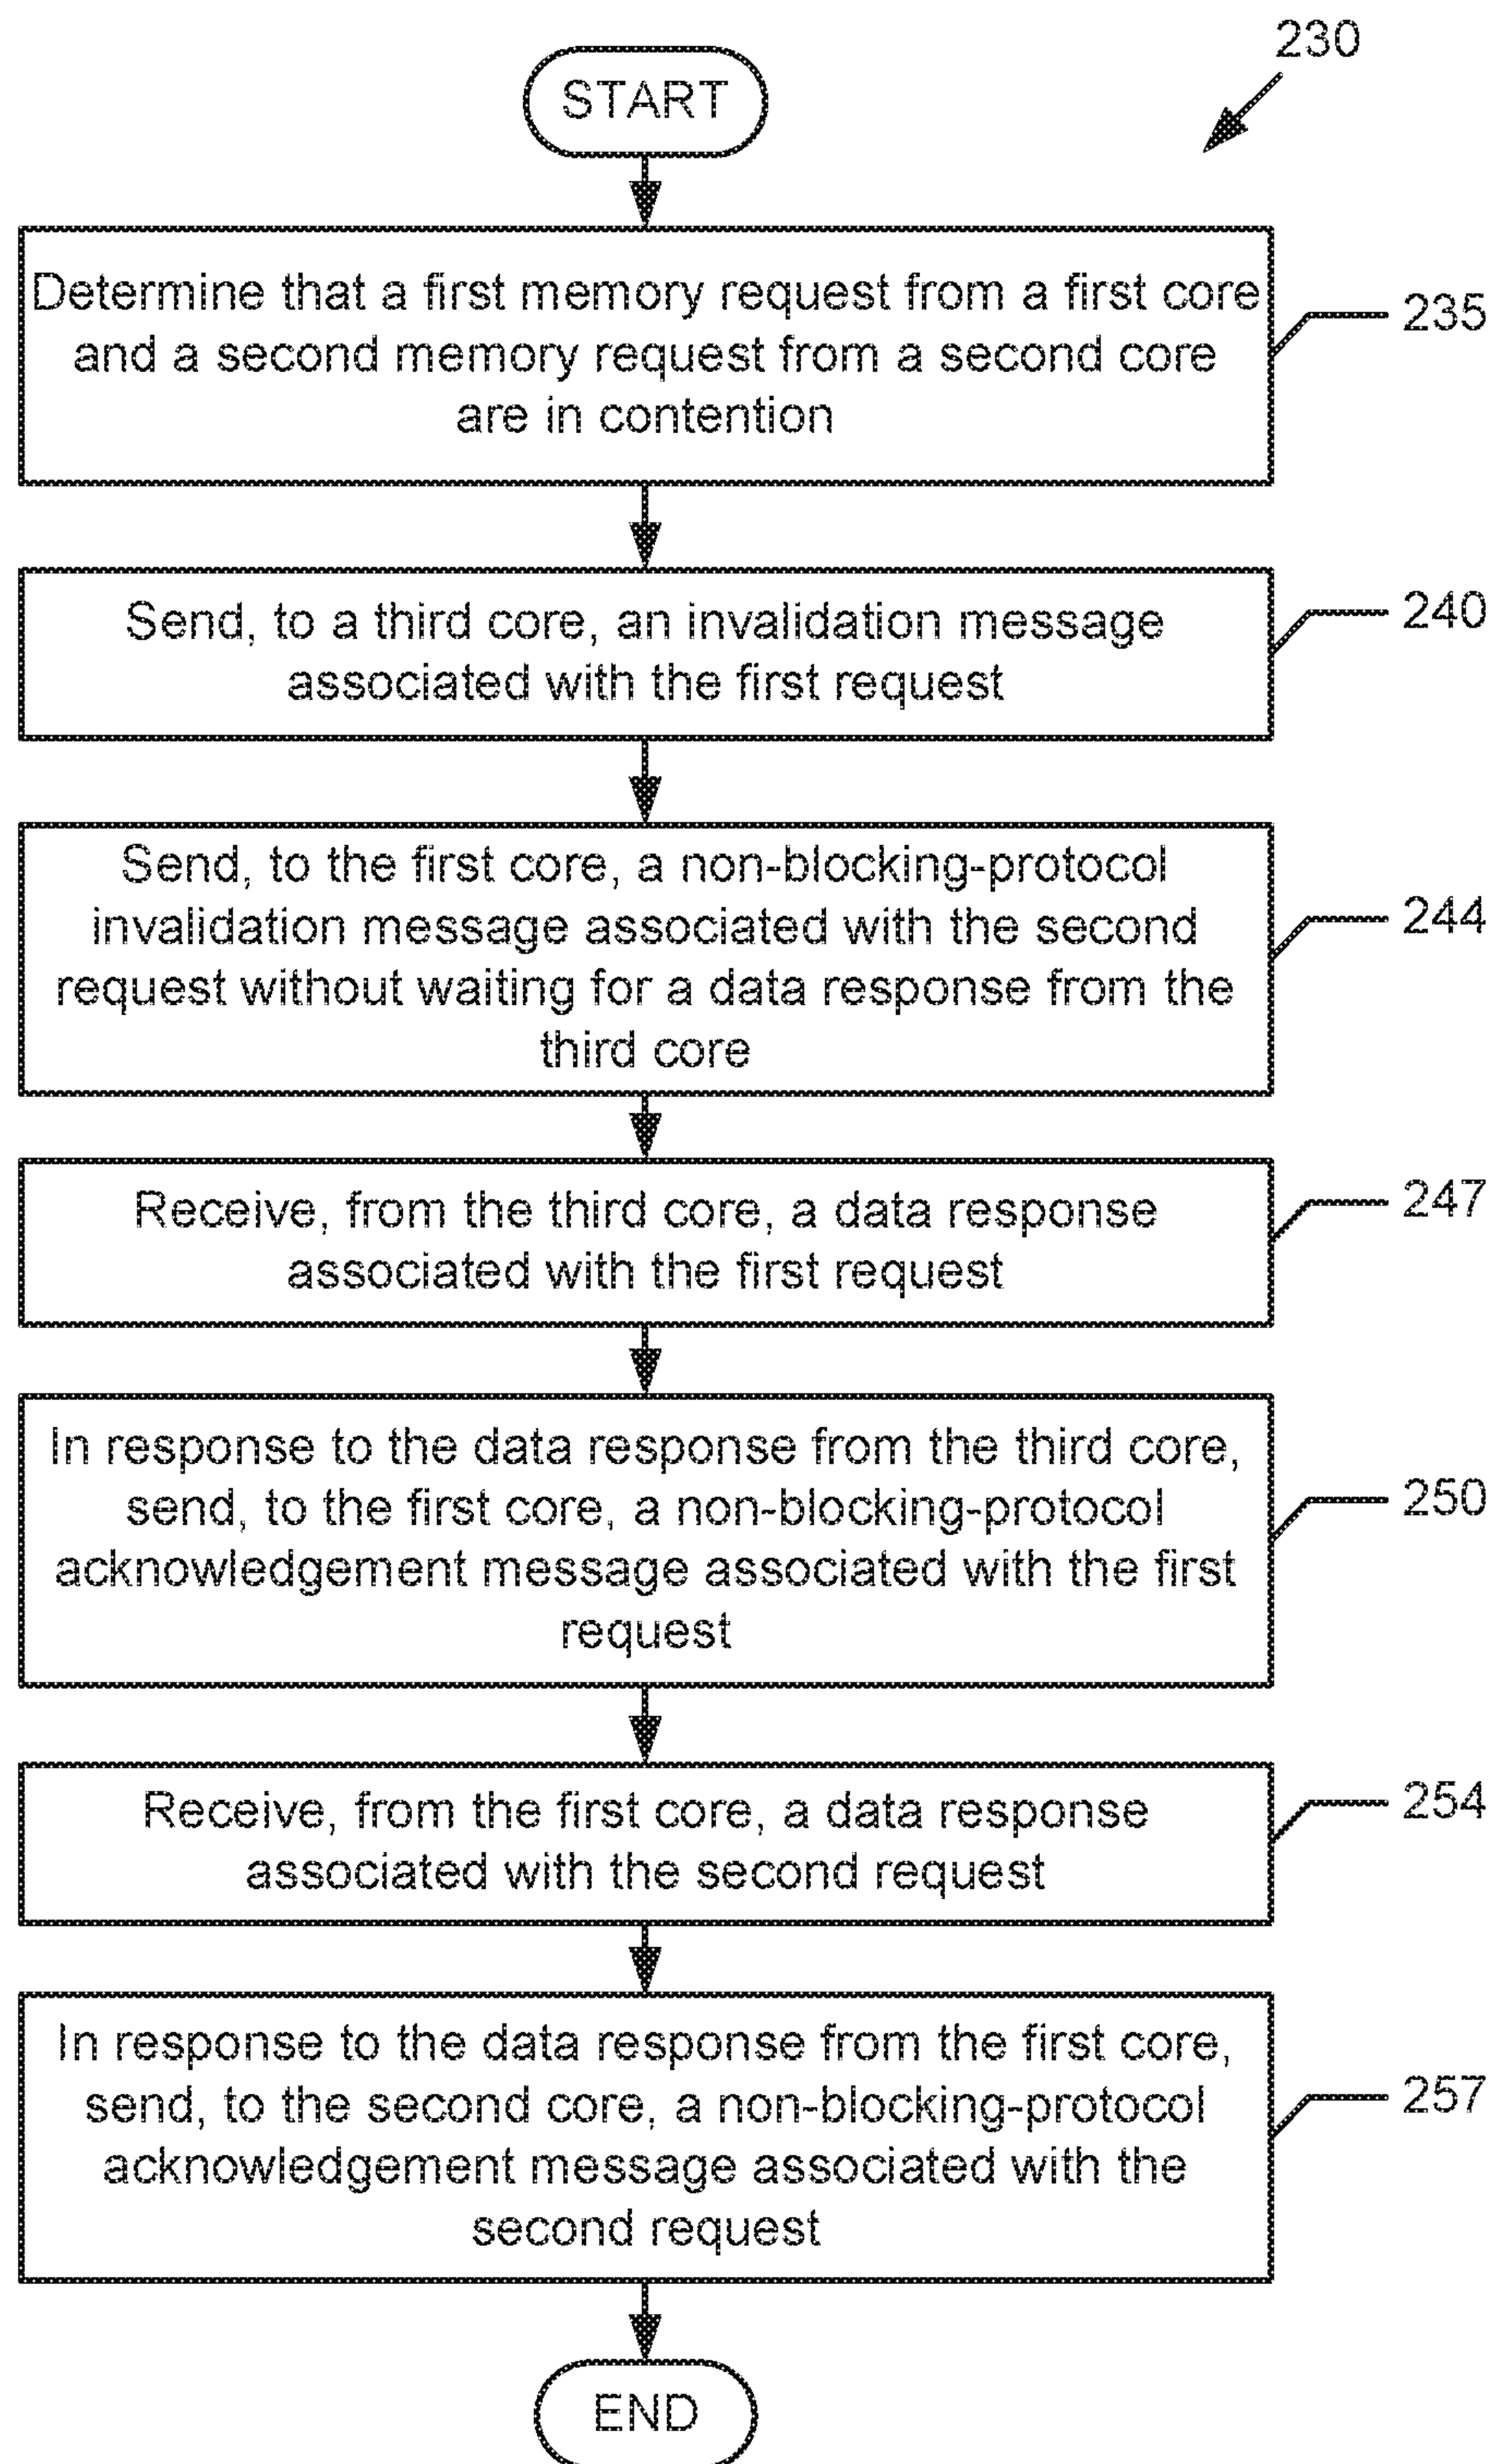 230
START
Determine that a first memory request from a first core
and a second memory request from a second core
are in contention
235
Send, to a third core, an invalidation message
associated with the first request
240
Send, to the first core, a non-blocking-protocol
invalidation message associated with the second
request without waiting for a data response from the
third core
244
Receive, from the third core, a data response
associated with the first request
247
In response to the data response from the third core,
send, to the first core, a non-blocking-protocol
acknowledgement message associated with the first
request
250
Receive, from the first core, a data response
associated with the second request
254
In response to the data response from the first core,
send, to the second core, a non-blocking-protocol
acknowledgement message associated with the
second request
257
END